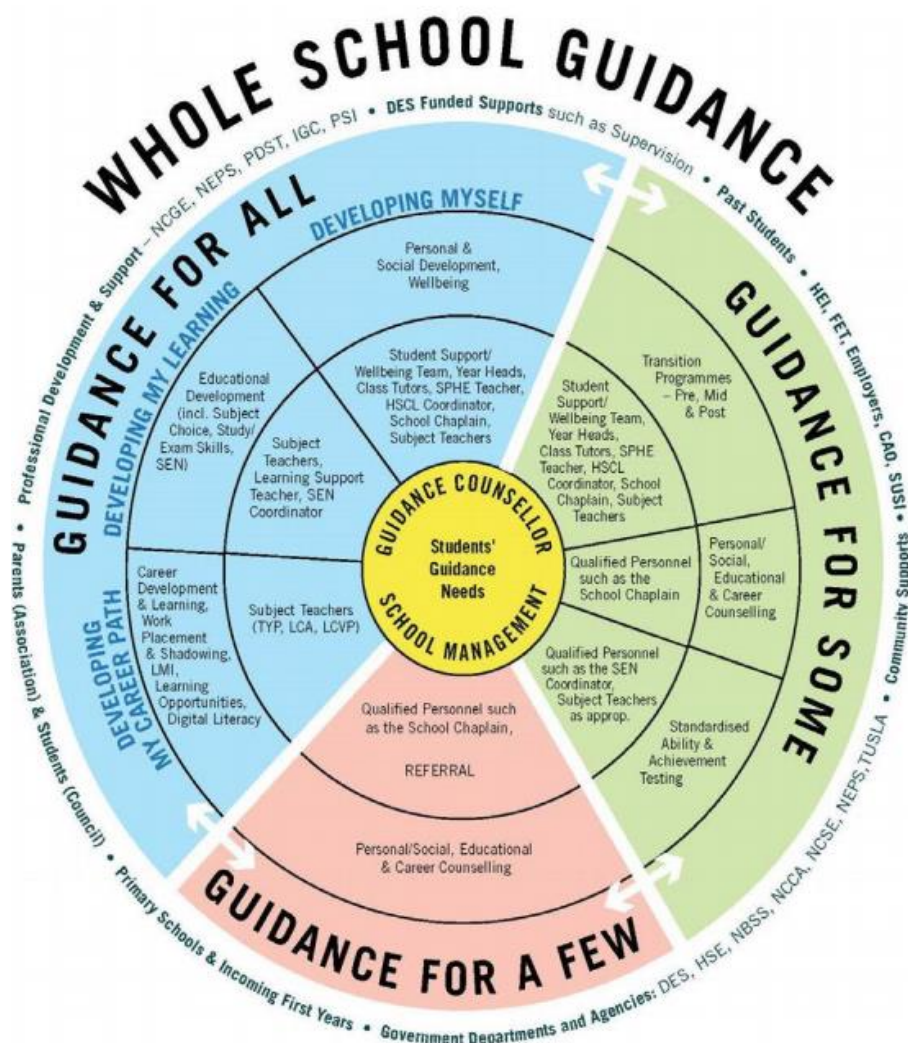 WHOLE SCHOOL GUIDANCE
• Professional Development & Support – NCGE, NEPS, PDST, IGC, PSI • DES Funded Supports such as Supervision • Past Students • HEI, FET, Employers, CAO, SUSI • Community Supports
• Parents (Association) & Students (Council) • Primary Schools & Incoming First Years • Government Departments and Agencies: DES, HSE, NBSS, NCCA, NCSE, NEPS, TUSLA
GUIDANCE FOR ALL
DEVELOPING MYSELF
Personal &
Social Development,
Wellbeing
Student Support/
Wellbeing Team, Year Heads,
Class Tutors, SPHE Teacher,
HSCL Coordinator,
School Chaplain,
Subject Teachers
DEVELOPING MY LEARNING
Educational
Development
(incl. Subject
Choice, Study/
Exam Skills,
SEN)
Subject
Teachers,
Learning Support
Teacher, SEN
Coordinator
DEVELOPING
MY CAREER PATH
Career
Development
& Learning,
Work
Placement
& Shadowing,
LMI,
Learning
Opportunities,
Digital Literacy
Subject Teachers
(TYP, LCA, LCVP)
GUIDANCE COUNSELLOR
Students'
Guidance
Needs
SCHOOL MANAGEMENT
GUIDANCE FOR SOME
Transition
Programmes
– Pre, Mid
& Post
Student
Support/
Wellbeing Team,
Year Heads,
Class Tutors, SPHE
Teacher, HSCL
Coordinator, School
Chaplain, Subject
Teachers
Qualified Personnel
such as the
School Chaplain
Personal/
Social,
Educational
& Career
Counselling
Qualified Personnel
such as the SEN
Coordinator,
Subject Teachers
as approp.
Standardised
Ability &
Achievement
Testing
Qualified Personnel such
as the School Chaplain,
REFERRAL
Personal/Social, Educational
& Career Counselling
GUIDANCE FOR A FEW